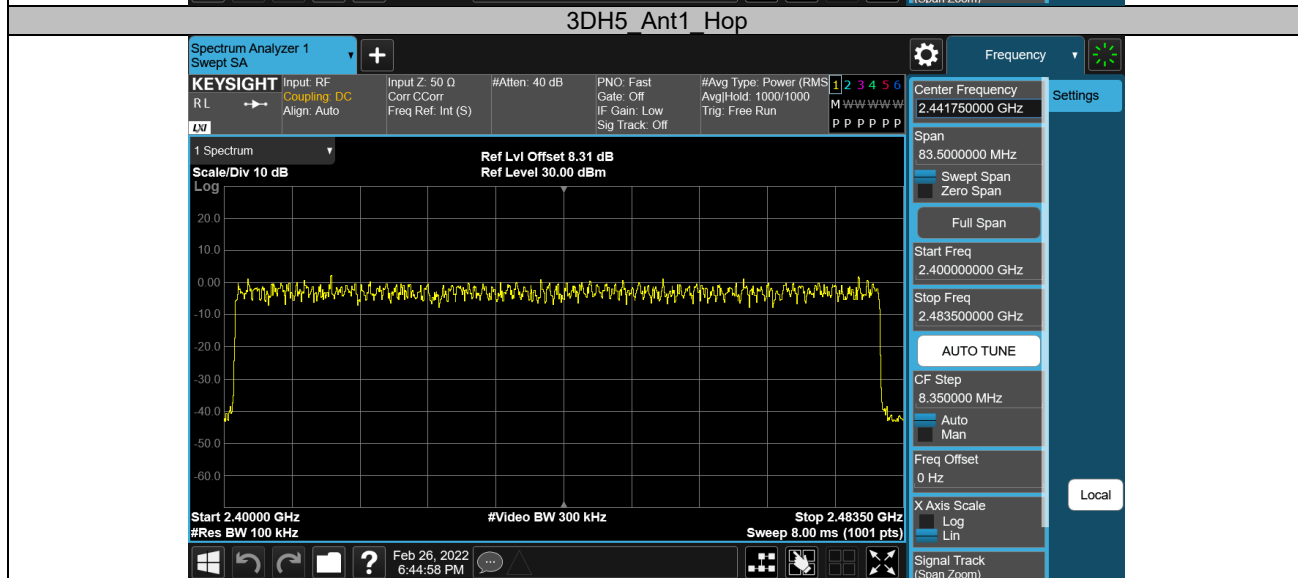 (Span Zoom)
3DH5_Ant1_Hop
Spectrum Analyzer 1
Swept SA
+
Frequency
KEYSIGHT
R L
LXI
Input: RF
Coupling: DC
Align: Auto
Input Z: 50 Ω
Corr CCorr
Freq Ref: Int (S)
#Atten: 40 dB
PNO: Fast
Gate: Off
IF Gain: Low
Sig Track: Off
#Avg Type: Power (RMS
Avg|Hold: 1000/1000
Trig: Free Run
1 2 3 4 5 6
M W W W W W
P P P P P P
1 Spectrum
Scale/Div 10 dB
Ref Lvl Offset 8.31 dB
Ref Level 30.00 dBm
Log
20.0
10.0
0.00
-10.0
-20.0
-30.0
-40.0
-50.0
-60.0
Start 2.40000 GHz
#Res BW 100 kHz
#Video BW 300 kHz
Stop 2.48350 GHz
Sweep 8.00 ms (1001 pts)
?
Feb 26, 2022
6:44:58 PM
Center Frequency
2.441750000 GHz
Settings
Span
83.5000000 MHz
Swept Span
Zero Span
Full Span
Start Freq
2.400000000 GHz
Stop Freq
2.483500000 GHz
AUTO TUNE
CF Step
8.350000 MHz
Auto
Man
Freq Offset
0 Hz
Local
X Axis Scale
Log
Lin
Signal Track
(Span Zoom)